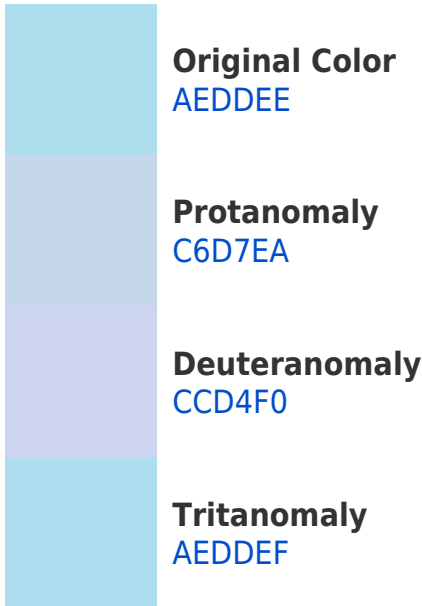 Original Color
AEDDEE
Protanomaly
C6D7EA
Deuteranomaly
CCD4F0
Tritanomaly
AEDDEF